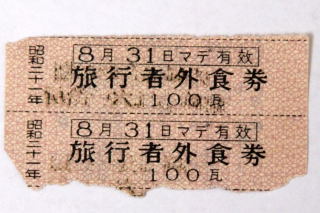 昭和二十一年
8月31日マデ有効
旅行者外食券
100瓦
昭和二十一年
8月31日マデ有効
旅行者外食券
100瓦